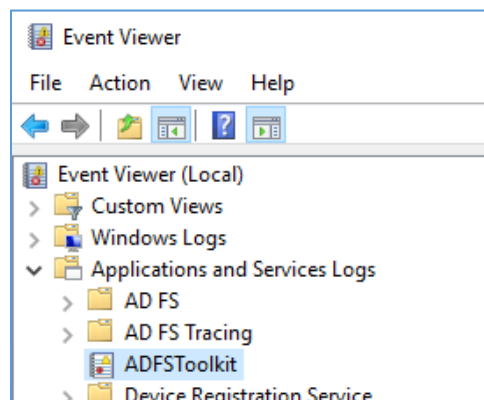 Event Viewer
File Action View Help
Event Viewer (Local)
Custom Views
Windows Logs
Applications and Services Logs
AD FS
AD FS Tracing
ADFSToolkit
Device Registration Service